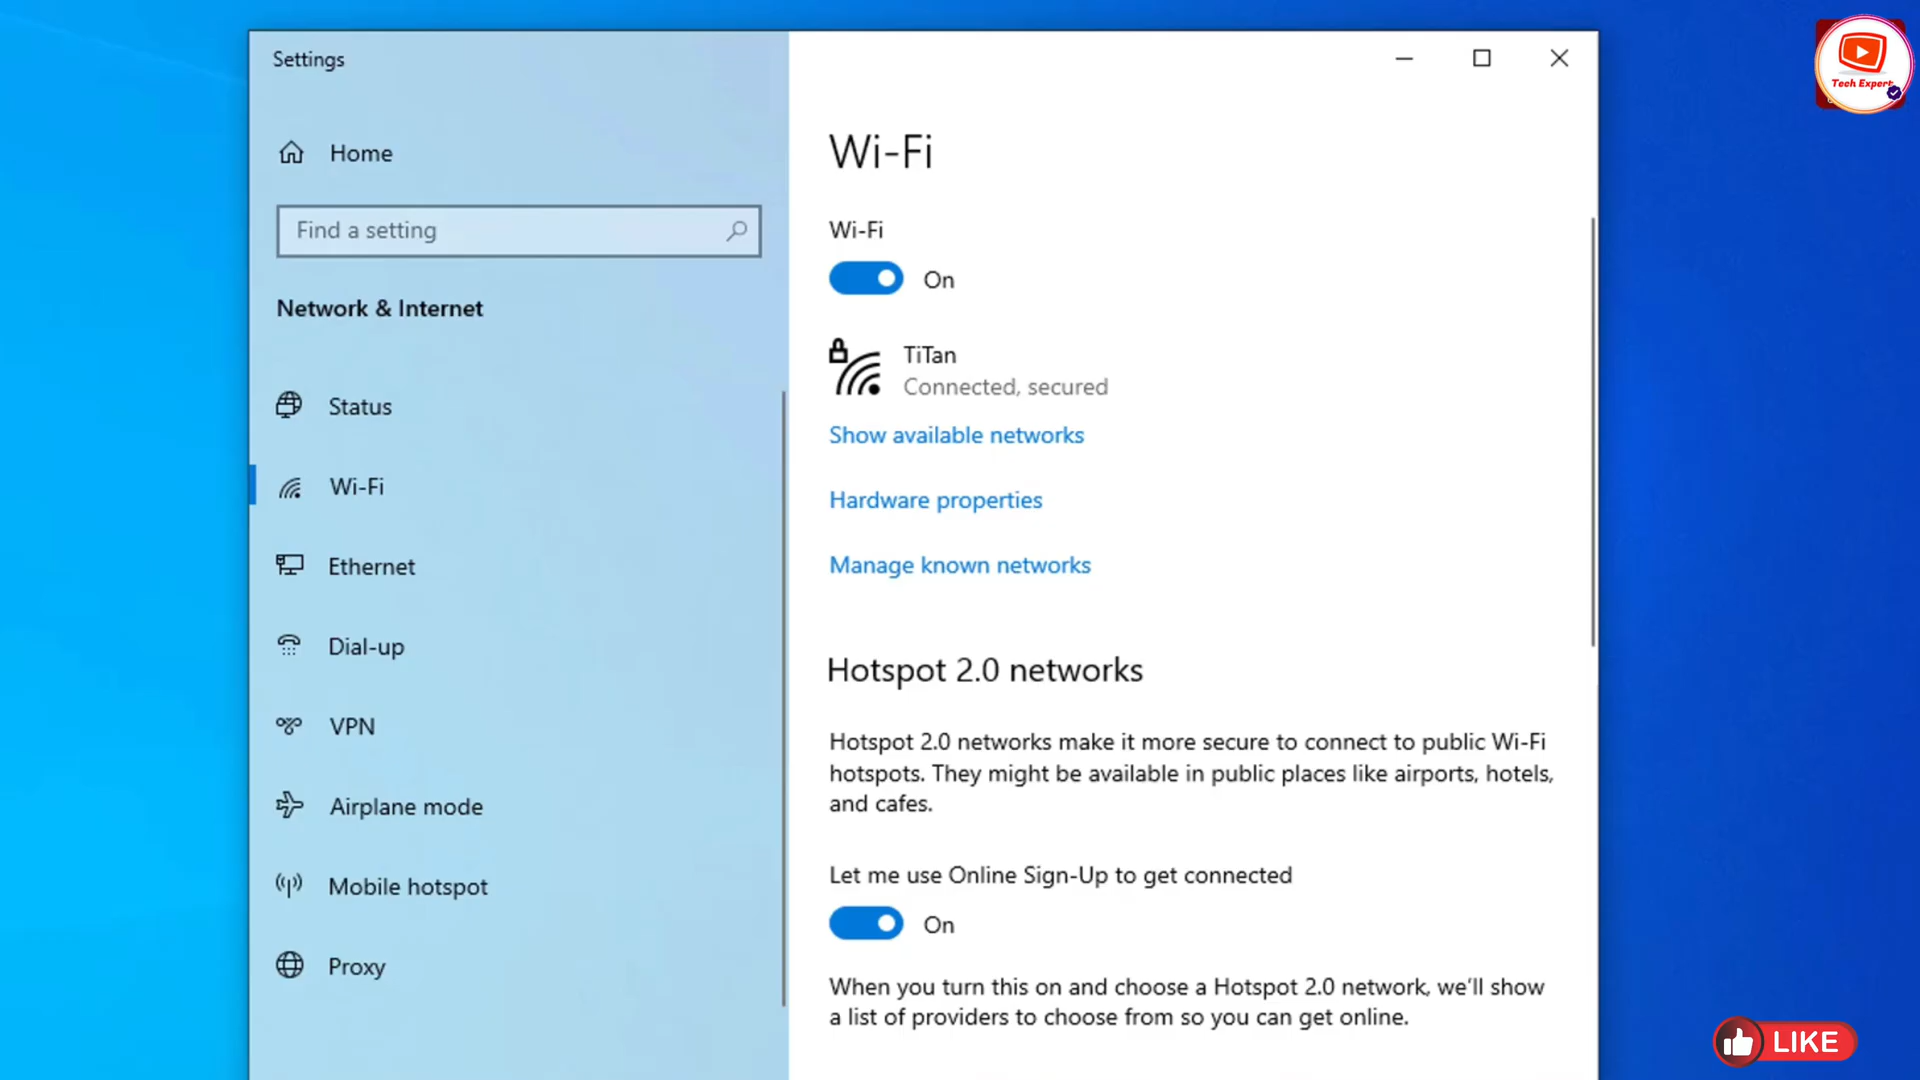 Settings
Home
Find a setting
Network & Internet
Status
Wi-Fi
Ethernet
Dial-up
VPN
Airplane mode
Mobile hotspot
Proxy
Wi-Fi
Wi-Fi
On
TiTan
Connected, secured
Show available networks
Hardware properties
Manage known networks
Hotspot 2.0 networks
Hotspot 2.0 networks make it more secure to connect to public Wi-Fi
hotspots. They might be available in public places like airports, hotels,
and cafes.
Let me use Online Sign-Up to get connected
On
When you turn this on and choose a Hotspot 2.0 network, we'll show
a list of providers to choose from so you can get online.
Tech Expert
LIKE